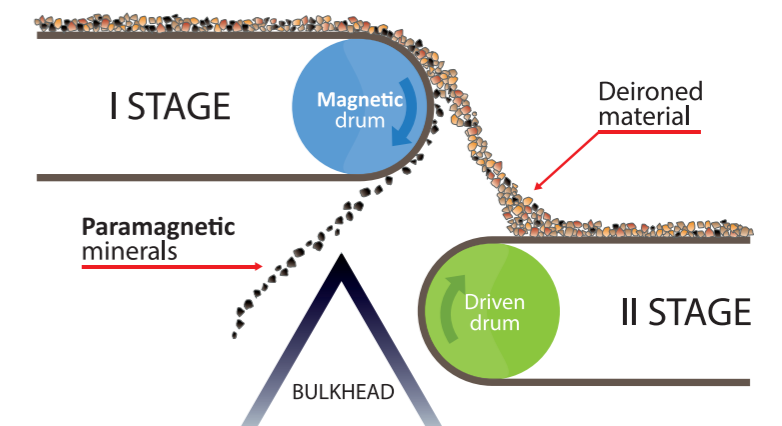 I STAGE
Magnetic
drum
Deironed
material
Paramagnetic
minerals
Driven
drum
II STAGE
BULKHEAD